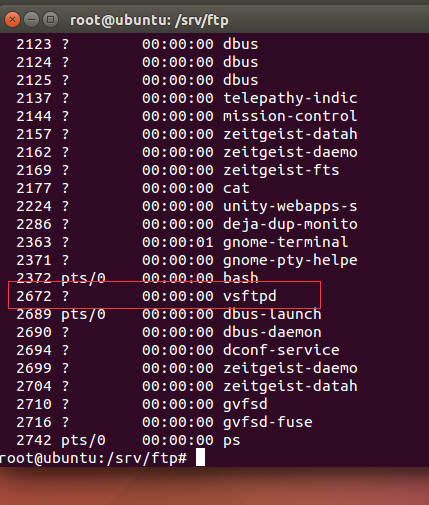 root@ubuntu: /srv/ftp
2123 ? 00:00:00 dbus
2124 ? 00:00:00 dbus
2125 ? 00:00:00 dbus
2137 ? 00:00:00 telepathy-indic
2144 ? 00:00:00 mission-control
2157 ? 00:00:00 zeitgeist-datah
2162 ? 00:00:00 zeitgeist-daemo
2169 ? 00:00:00 zeitgeist-fts
2177 ? 00:00:00 cat
2224 ? 00:00:00 unity-webapps-s
2286 ? 00:00:00 deja-dup-monito
2363 ? 00:00:01 gnome-terminal
2371 ? 00:00:00 gnome-pty-helpe
2372 pts/0 00:00:00 bash
2672 ? 00:00:00 vsftpd
2689 pts/0 00:00:00 dbus-launch
2690 ? 00:00:00 dbus-daemon
2694 ? 00:00:00 dconf-service
2699 ? 00:00:00 zeitgeist-daemo
2704 ? 00:00:00 zeitgeist-datah
2710 ? 00:00:00 gvfsd
2716 ? 00:00:00 gvfsd-fuse
2742 pts/0 00:00:00 ps
root@ubuntu:/srv/ftp#